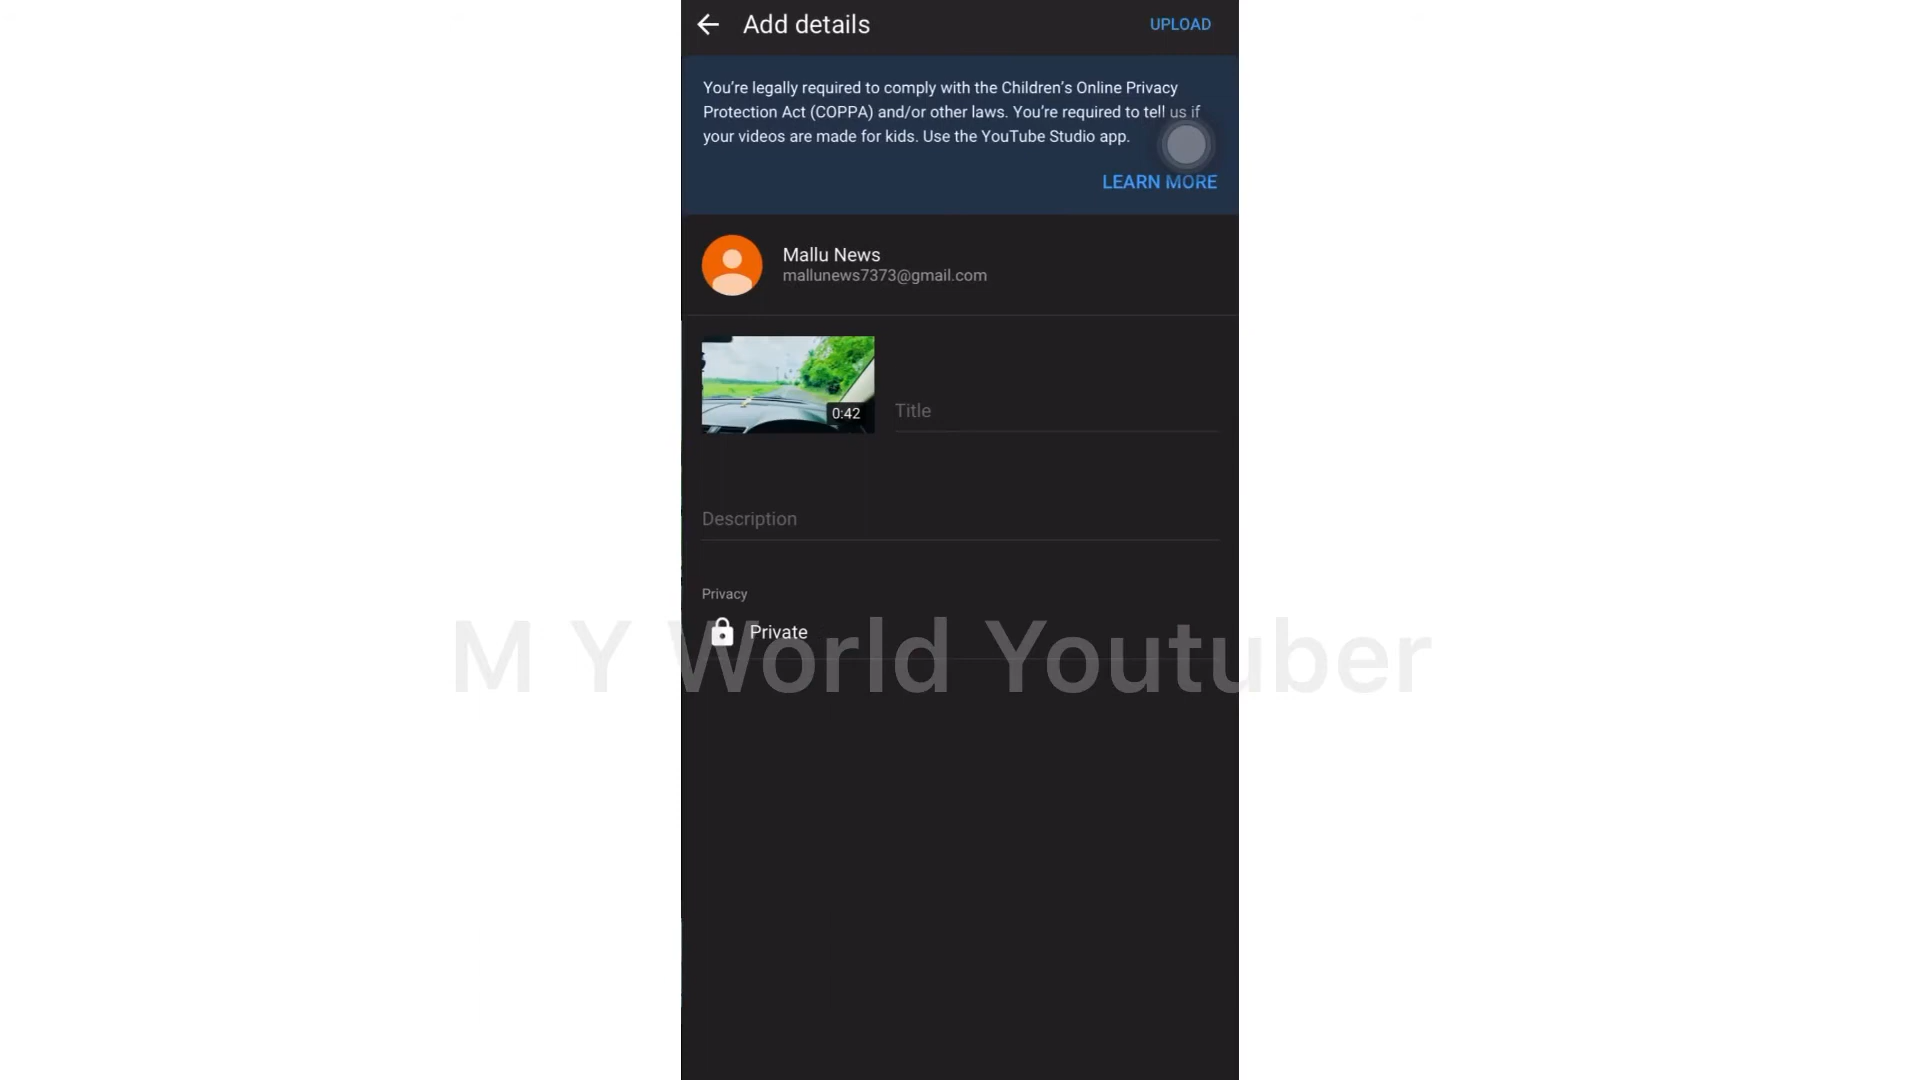 Add details
UPLOAD
You're legally required to comply with the Children's Online Privacy
Protection Act (COPPA) and/or other laws. You're required to tell us if
your videos are made for kids. Use the YouTube Studio app.
LEARN MORE
Mallu News
mallunews7373@gmail.com
0:42
Title
Description
Privacy
Private
M Y World Youtuber